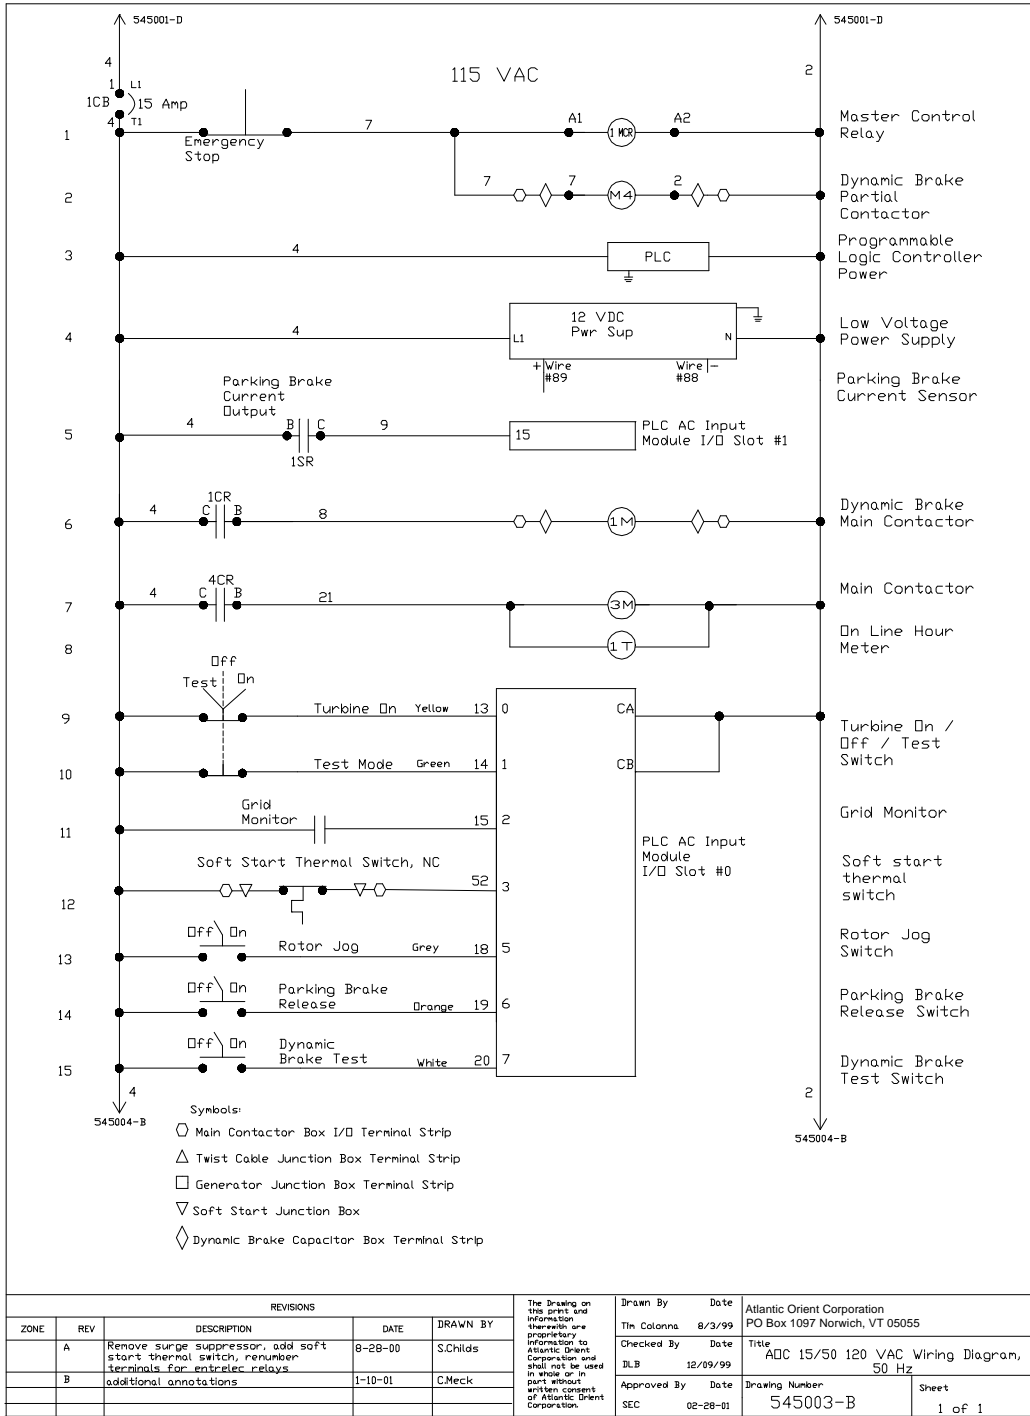 545001-D
545001-D
4
2
115 VAC
1 L1
1CB 15 Amp
4 T1
1
Emergency
Stop
7
A1
1 MCR
A2
Master Control
Relay
2
7
7
M4
2
Dynamic Brake
Partial
Contactor
3
4
PLC
Programmable
Logic Controller
Power
4
4
12 VDC
Pwr Sup
L1
N
+ Wire
#89
Wire -
#88
Low Voltage
Power Supply
Parking Brake
Current
Output
Parking Brake
Current Sensor
5
4
B C
1SR
9
15
PLC AC Input
Module I/O Slot #1
6
4
1CR
C B
8
1M
Dynamic Brake
Main Contactor
7
4
4CR
C B
21
3M
Main Contactor
8
1T
On Line Hour
Meter
Off
Test On
9
Turbine On Yellow 13 0
CA
Turbine On /
Off / Test
Switch
10
Test Mode Green 14 1
CB
11
Grid
Monitor
15 2
Grid Monitor
PLC AC Input
Module
I/O Slot #0
12
Soft Start Thermal Switch, NC
52 3
Soft start
thermal
switch
13
Off On
Rotor Jog Grey 18 5
Rotor Jog
Switch
14
Off On
Parking Brake
Release Orange 19 6
Parking Brake
Release Switch
15
Off On
Dynamic
Brake Test White 20 7
Dynamic Brake
Test Switch
4
2
545004-B
545004-B
Symbols:
Main Contactor Box I/O Terminal Strip
Twist Cable Junction Box Terminal Strip
Generator Junction Box Terminal Strip
Soft Start Junction Box
Dynamic Brake Capacitor Box Terminal Strip
REVISIONS
ZONE REV DESCRIPTION DATE DRAWN BY
A Remove surge suppressor, add soft
start thermal switch, renumber
terminals for entrelec relays 8-28-00 S.Childs
B additional annotations 1-10-01 C.Meck
The Drawing on
this print and
information
therewith are
proprietary
information to
Atlantic Orient
Corporation and
shall not be used
in whole or in
part without
written consent
of Atlantic Orient
Corporation.
Drawn By Date
Tim Colonna 8/3/99
Checked By Date
DLB 12/09/99
Approved By Date
SEC 02-28-01
Atlantic Orient Corporation
PO Box 1097 Norwich, VT 05055
Title
AOC 15/50 120 VAC Wiring Diagram,
50 Hz
Drawing Number
545003-B
Sheet
1 of 1